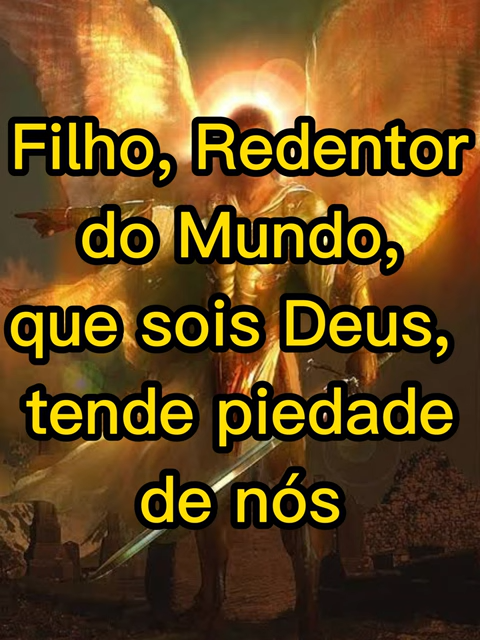 Filho, Redentor
do Mundo,
que sois Deus,
tende piedade
de nós